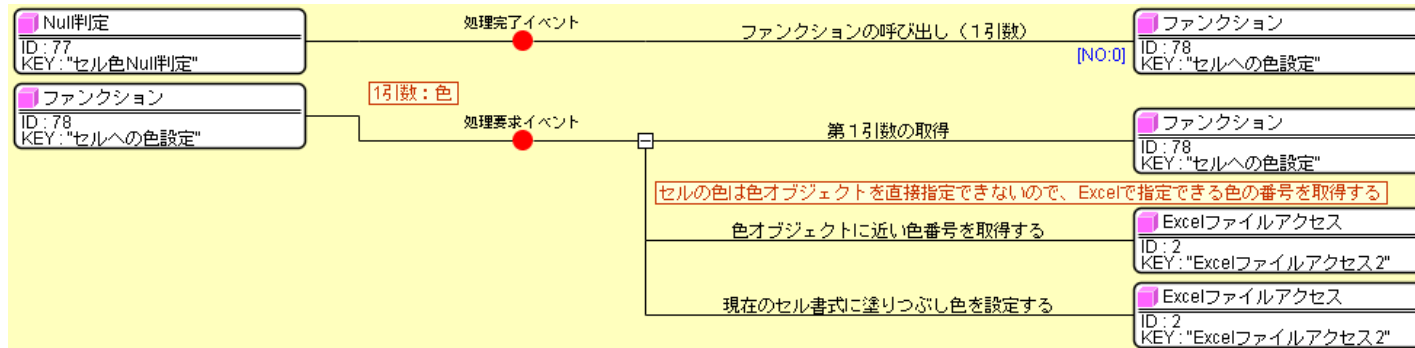 Null判定
処理完了イベント
ファンクションの呼び出し（1引数）
ファンクション
ID : 77
KEY : "セル色Null判定"
[NO:0]
ID : 78
KEY : "セルへの色設定"
ファンクション
1引数：色
ID : 78
KEY : "セルへの色設定"
処理要求イベント
第１引数の取得
ファンクション
ID : 78
KEY : "セルへの色設定"
セルの色は色オブジェクトを直接指定できないので、Excelで指定できる色の番号を取得する
色オブジェクトに近い色番号を取得する
Excelファイルアクセス
ID : 2
KEY : "Excelファイルアクセス2"
現在のセル書式に塗りつぶし色を設定する
Excelファイルアクセス
ID : 2
KEY : "Excelファイルアクセス2"